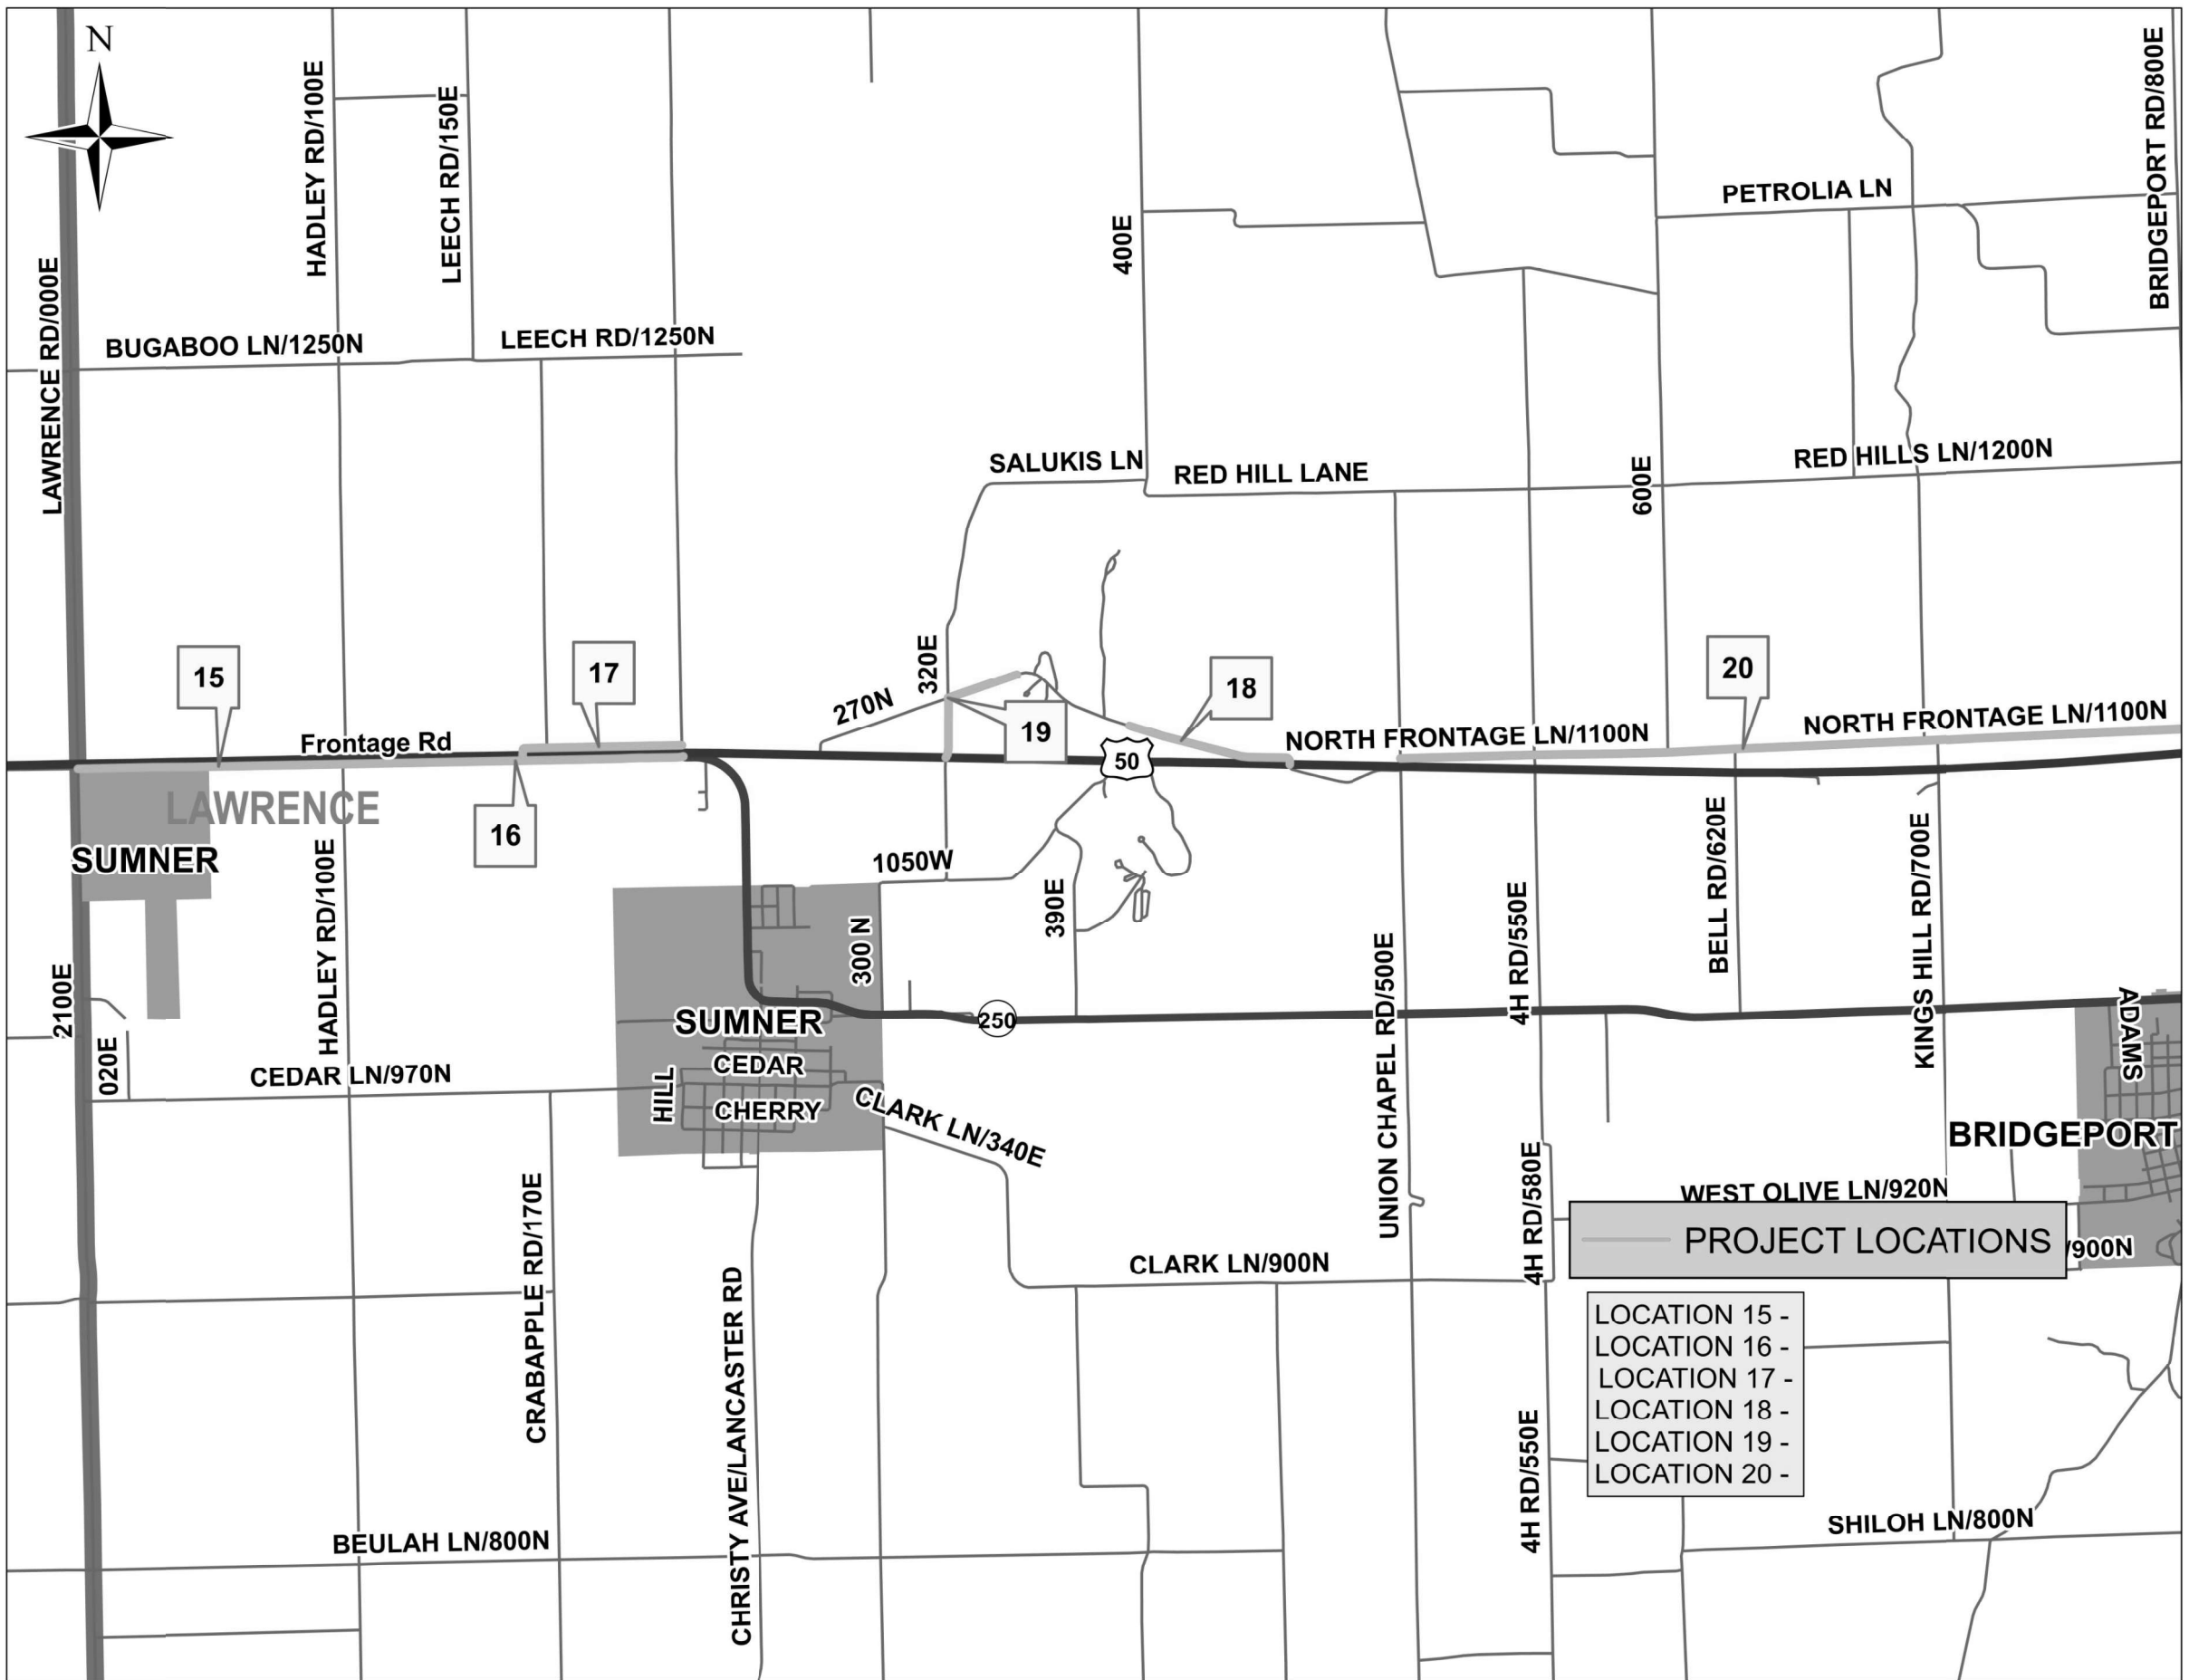 N
HADLEY RD/100E
LEECH RD/150E
LAWRENCE RD/000E
BUGABOO LN/1250N
LEECH RD/1250N
400E
PETROLIA LN
BRIDGEPORT RD/800E
SALUKIS LN
RED HILL LANE
600E
RED HILLS LN/1200N
15
17
320E
270N
18
19
20
Frontage Rd
NORTH FRONTAGE LN/1100N
NORTH FRONTAGE LN/1100N
50
LAWRENCE
SUMNER
16
1050W
390E
300 N
HADLEY RD/100E
2100E
020E
SUMNER
250
UNION CHAPEL RD/500E
4H RD/550E
BELL RD/620E
KINGS HILL RD/700E
ADAMS
CEDAR LN/970N
HILL
CEDAR
CHERRY
CLARK LN/340E
BRIDGEPORT
4H RD/580E
WEST OLIVE LN/920N
CRABAPPLE RD/170E
CHRISTY AVE/LANCASTER RD
CLARK LN/900N
PROJECT LOCATIONS
/900N
LOCATION 15 -
LOCATION 16 -
LOCATION 17 -
LOCATION 18 -
LOCATION 19 -
LOCATION 20 -
4H RD/550E
BEULAH LN/800N
SHILOH LN/800N